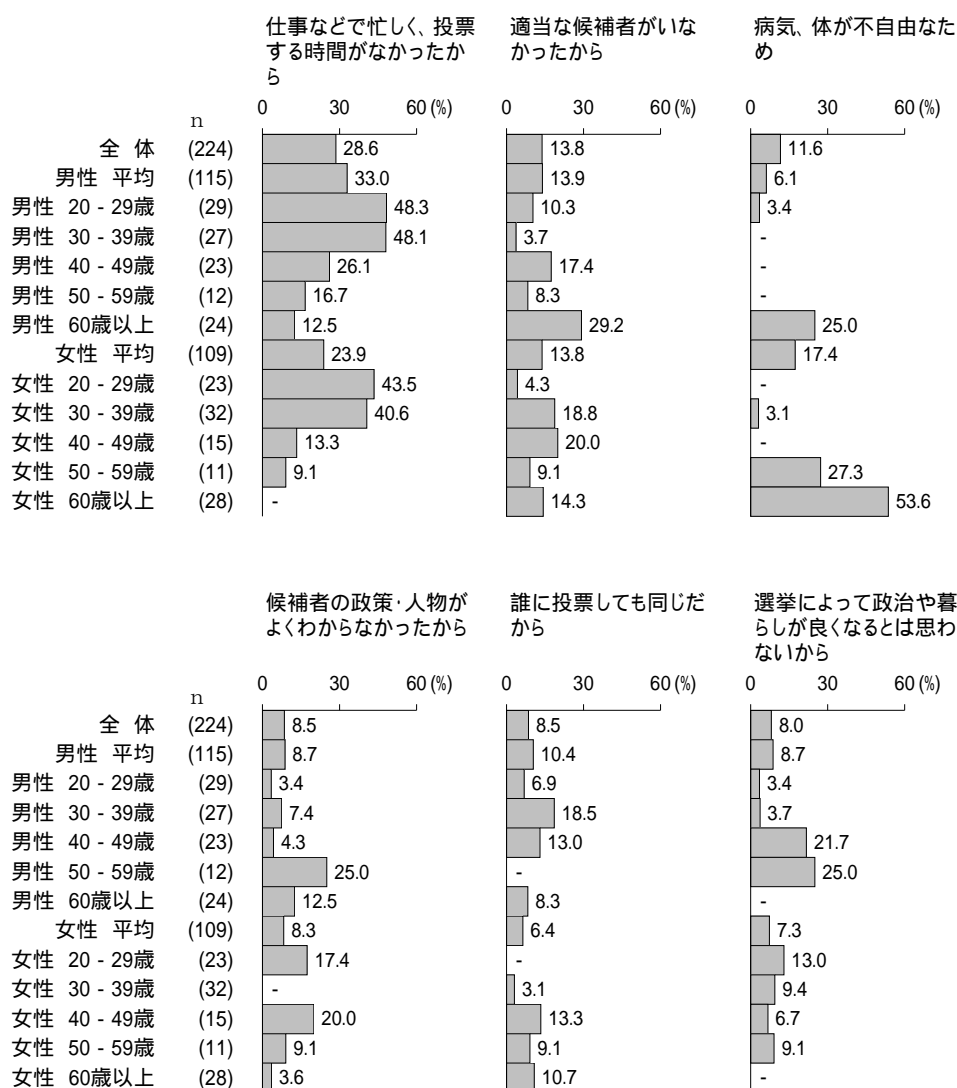 仕事などで忙しく、投票
する時間がなかったか
ら
適当な候補者がいな
かったから
病気、体が不自由なた
め
0 30 60 (%) 0 30 60 (%) 0 30 60 (%)
n
全 体 (224) 28.6 13.8 11.6
男性 平均 (115) 33.0 13.9 6.1
男性 20 - 29歳 (29) 48.3 10.3 3.4
男性 30 - 39歳 (27) 48.1 3.7 -
男性 40 - 49歳 (23) 26.1 17.4 -
男性 50 - 59歳 (12) 16.7 8.3 -
男性 60歳以上 (24) 12.5 29.2 25.0
女性 平均 (109) 23.9 13.8 17.4
女性 20 - 29歳 (23) 43.5 4.3 -
女性 30 - 39歳 (32) 40.6 18.8 3.1
女性 40 - 49歳 (15) 13.3 20.0 -
女性 50 - 59歳 (11) 9.1 9.1 27.3
女性 60歳以上 (28) - 14.3 53.6
候補者の政策・人物が
よくわからなかったから
誰に投票しても同じだ
から
選挙によって政治や暮
らしが良くなるとは思わ
ないから
0 30 60 (%) 0 30 60 (%) 0 30 60 (%)
n
全 体 (224) 8.5 8.5 8.0
男性 平均 (115) 8.7 10.4 8.7
男性 20 - 29歳 (29) 3.4 6.9 3.4
男性 30 - 39歳 (27) 7.4 18.5 3.7
男性 40 - 49歳 (23) 4.3 13.0 21.7
男性 50 - 59歳 (12) 25.0 - 25.0
男性 60歳以上 (24) 12.5 8.3 -
女性 平均 (109) 8.3 6.4 7.3
女性 20 - 29歳 (23) 17.4 - 13.0
女性 30 - 39歳 (32) - 3.1 9.4
女性 40 - 49歳 (15) 20.0 13.3 6.7
女性 50 - 59歳 (11) 9.1 9.1 9.1
女性 60歳以上 (28) 3.6 10.7 -